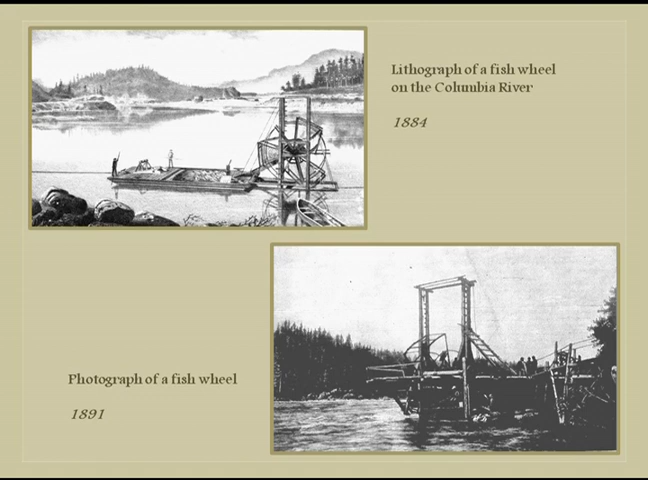 Lithograph of a fish wheel
on the Columbia River
1884
Photograph of a fish wheel
1891